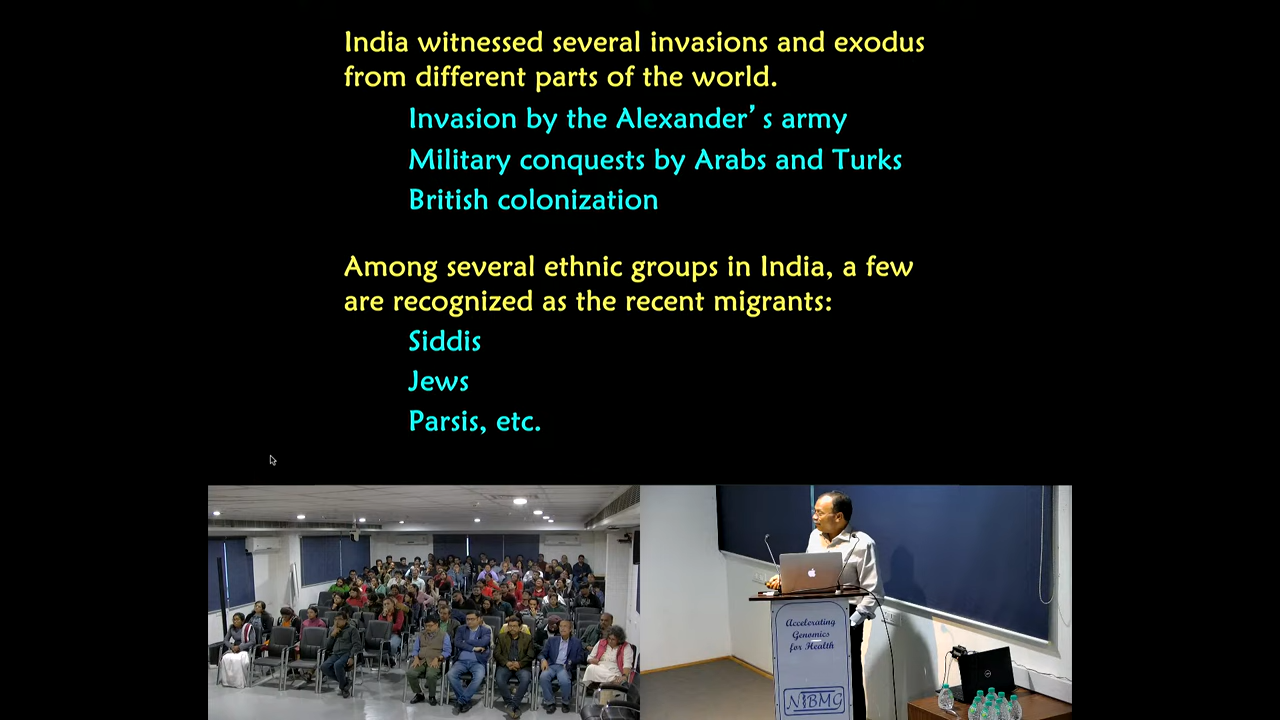 India witnessed several invasions and exodus
from different parts of the world.
Invasion by the Alexander’ s army
Military conquests by Arabs and Turks
British colonization
Among several ethnic groups in India, a few
are recognized as the recent migrants:
Siddis
Jews
Parsis, etc.
Accelerating
Genomics
for Health
NIBMG